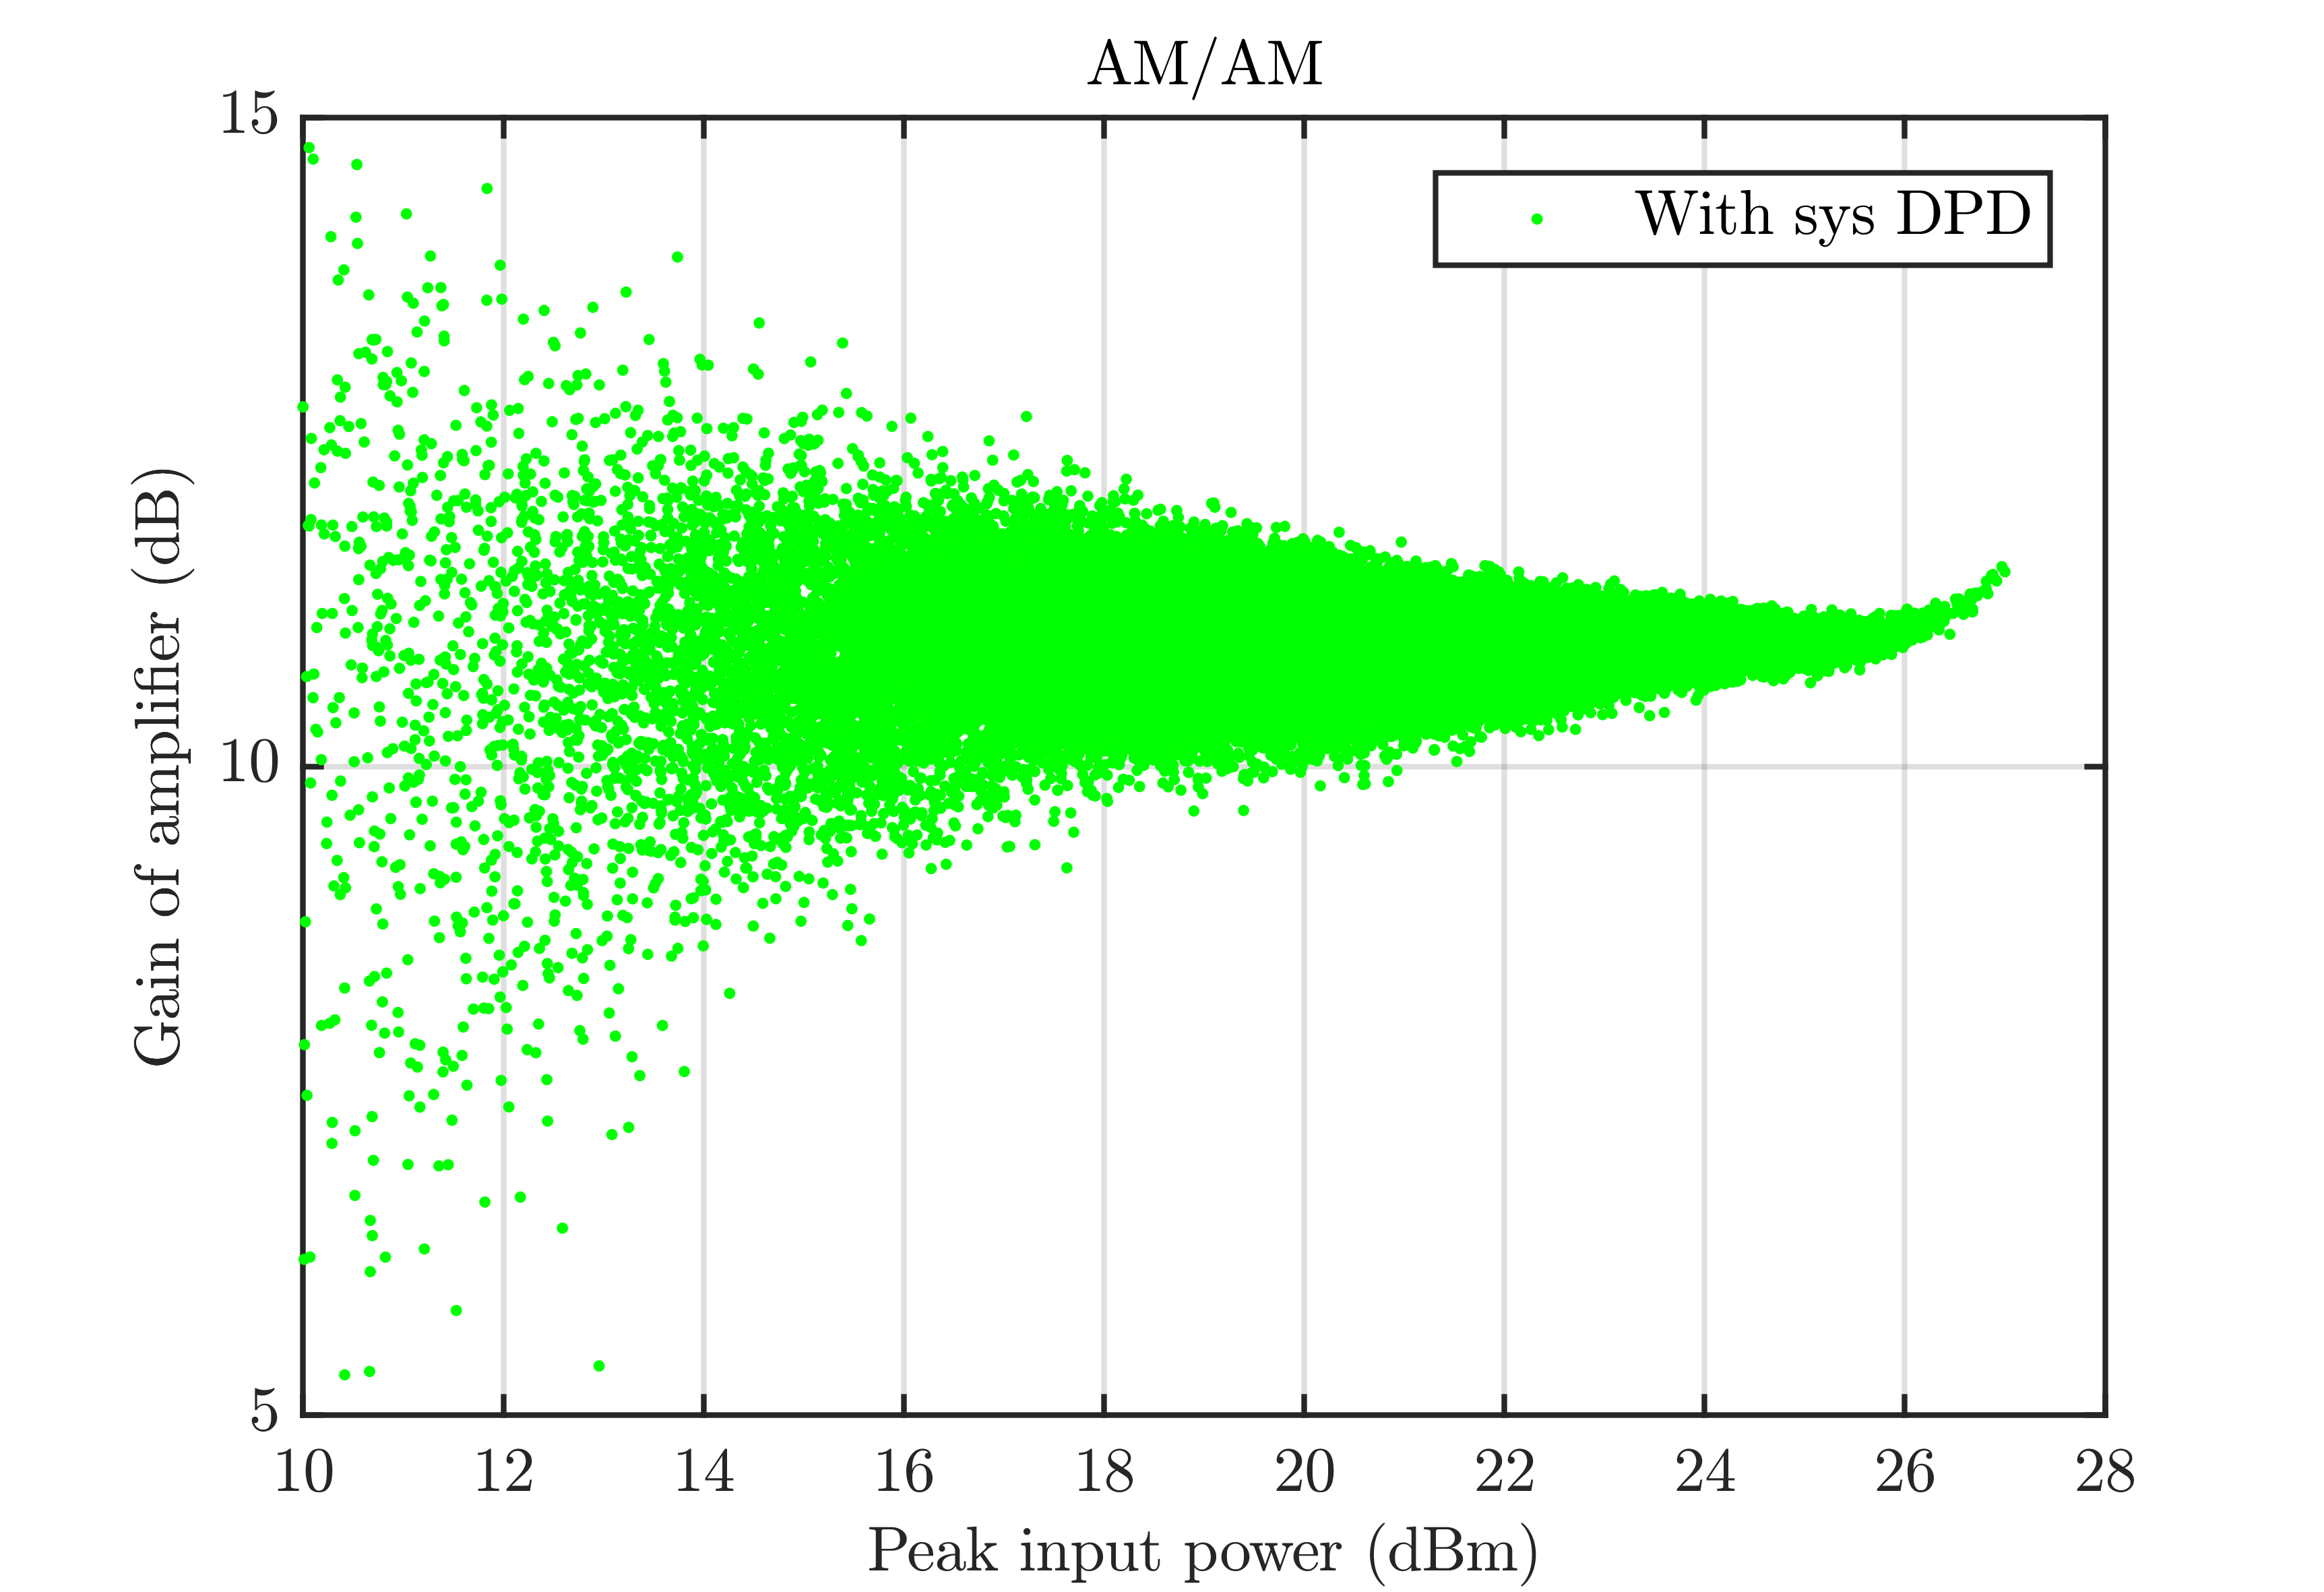 AM/AM
15
With sys DPD
Gain of amplifier (dB)
10
5
10 12 14 16 18 20 22 24 26 28
Peak input power (dBm)